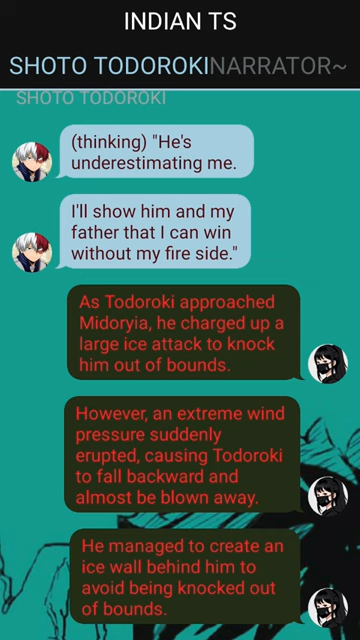 INDIAN TS
SHOTO TODOROKI NARRATOR~
SHOTO TODOROKI
(thinking) "He's
underestimating me.
I'll show him and my
father that I can win
without my fire side."
As Todoroki approached
Midoryia, he charged up a
large ice attack to knock
him out of bounds.
However, an extreme wind
pressure suddenly
erupted, causing Todoroki
to fall backward and
almost be blown away.
He managed to create an
ice wall behind him to
avoid being knocked out
of bounds.